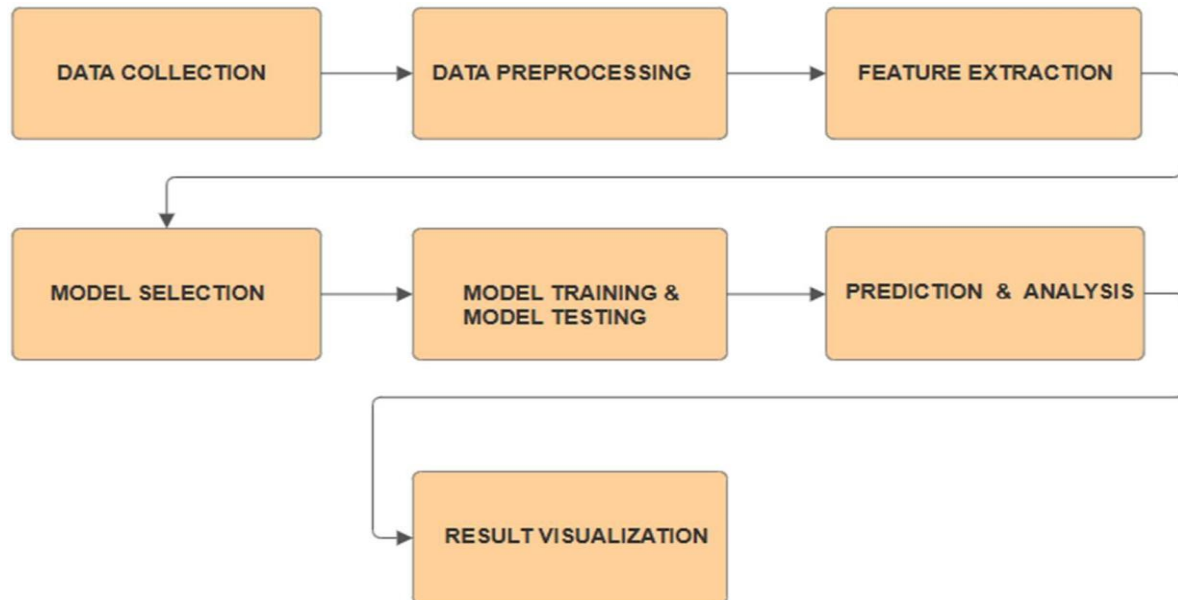 DATA COLLECTION
DATA PREPROCESSING
FEATURE EXTRACTION
MODEL SELECTION
MODEL TRAINING &
MODEL TESTING
PREDICTION & ANALYSIS
RESULT VISUALIZATION